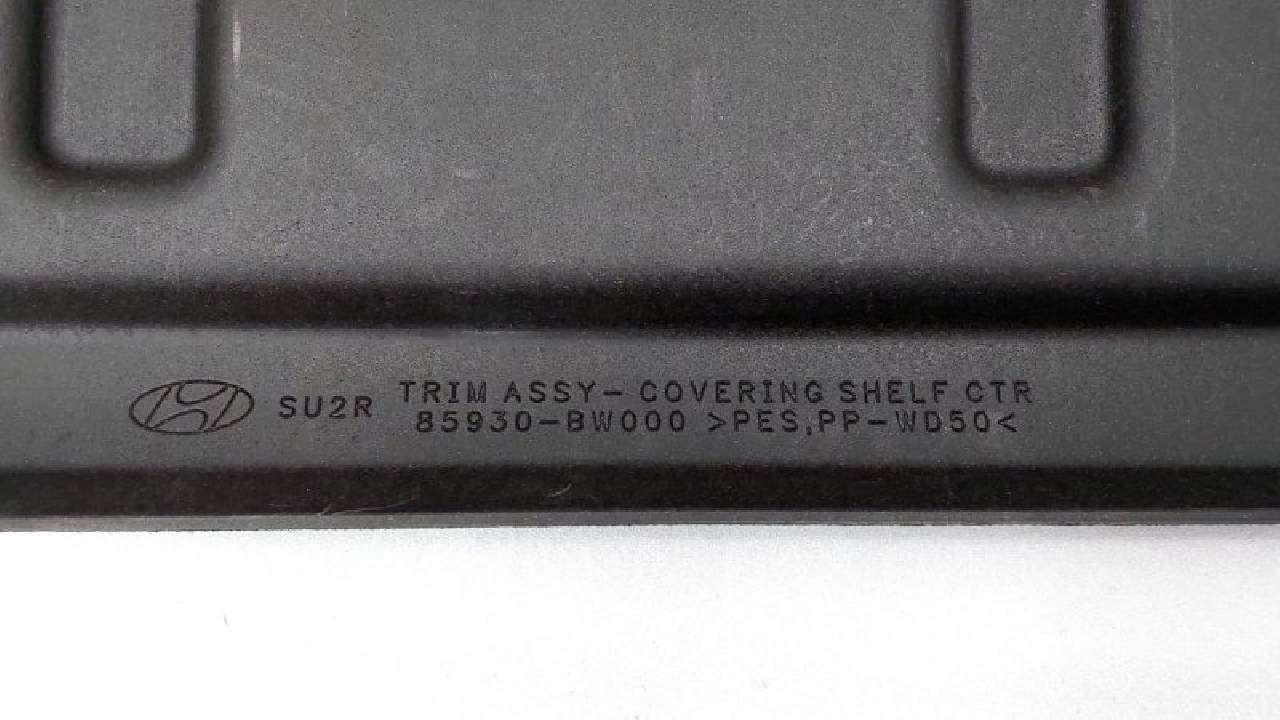 SU2R
TRIM ASSY-COVERING SHELF CTR
85930-BW000 >PES,PP-WD50<